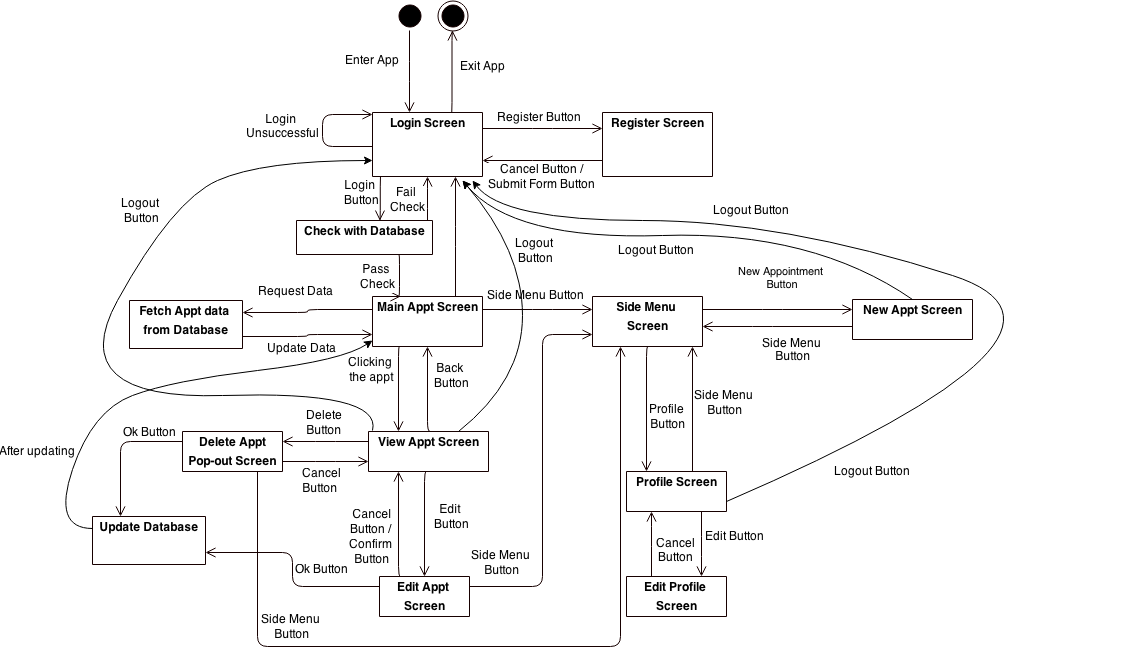 Enter App
Exit App
Login
Unsuccessful
Login Screen
Register Button
Register Screen
Cancel Button /
Submit Form Button
Login
Button
Fail
Check
Logout
Button
Logout Button
Check with Database
Logout
Button
Logout Button
Pass
Check
New Appointment
Button
Request Data
Side Menu Button
Fetch Appt data
from Database
Main Appt Screen
Side Menu
Screen
New Appt Screen
Update Data
Side Menu
Button
Clicking
the appt
Back
Button
Side Menu
Button
Profile
Button
Delete
Button
Ok Button
After updating
Delete Appt
Pop-out Screen
View Appt Screen
Cancel
Button
Profile Screen
Logout Button
Update Database
Cancel
Button /
Confirm
Button
Edit
Button
Edit Button
Cancel
Button
Side Menu
Button
Ok Button
Edit Appt
Screen
Edit Profile
Screen
Side Menu
Button